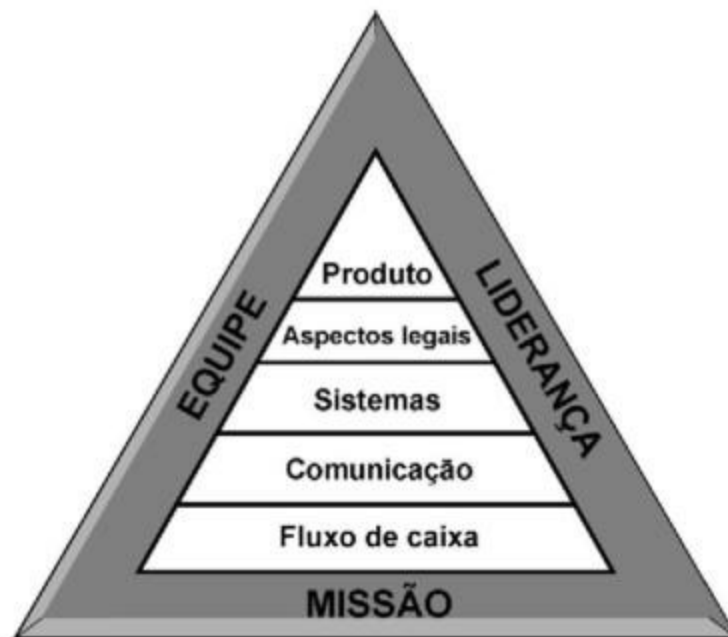 Produto
EQUIPE
LIDERANÇA
Aspectos legais
Sistemas
Comunicação
Fluxo de caixa
MISSÃO